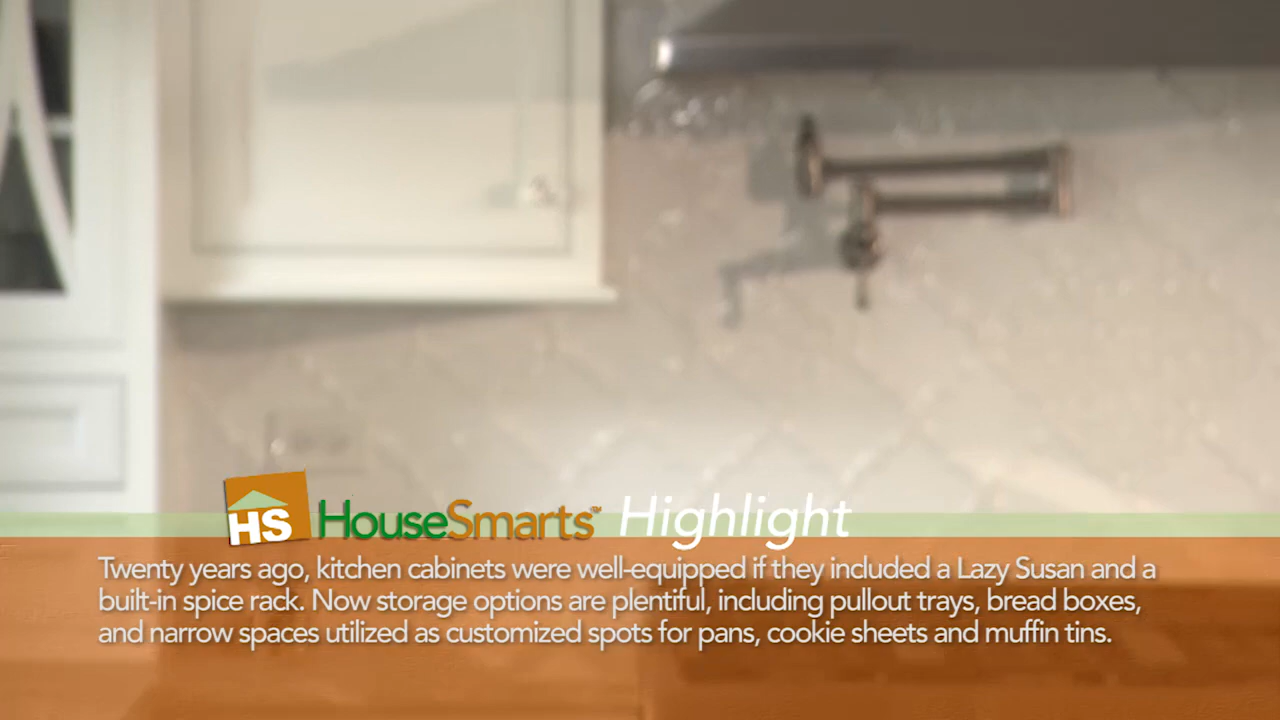 HS HouseSmarts™ Highlight
Twenty years ago, kitchen cabinets were well-equipped if they included a Lazy Susan and a
built-in spice rack. Now storage options are plentiful, including pullout trays, bread boxes,
and narrow spaces utilized as customized spots for pans, cookie sheets and muffin tins.